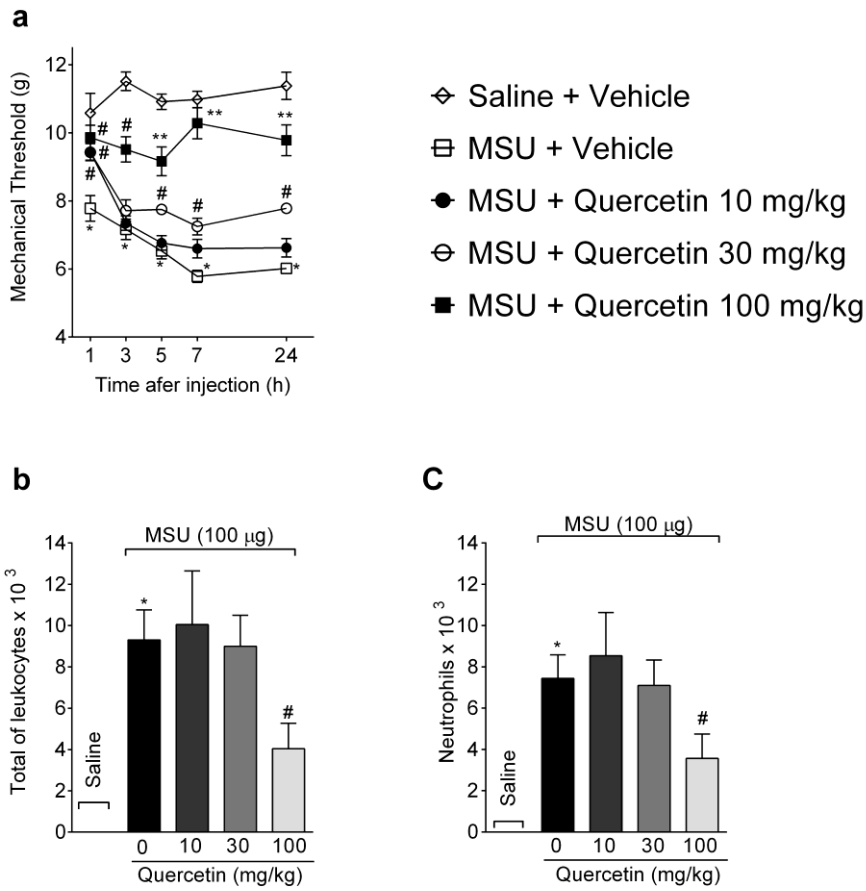 a
Mechanical Threshold (g)
12
10
8
6
4
# # # # ** ** **
# # # #
* * * * *
1 3 5 7 24
Time afer injection (h)
Saline + Vehicle
MSU + Vehicle
MSU + Quercetin 10 mg/kg
MSU + Quercetin 30 mg/kg
MSU + Quercetin 100 mg/kg
b
MSU (100 µg)
Total of leukocytes x 10 3
14
12
10
8
6
4
2
0
Saline
*
#
0 10 30 100
Quercetin (mg/kg)
C
MSU (100 µg)
Neutrophils x 10 3
14
12
10
8
6
4
2
0
Saline
*
#
0 10 30 100
Quercetin (mg/kg)